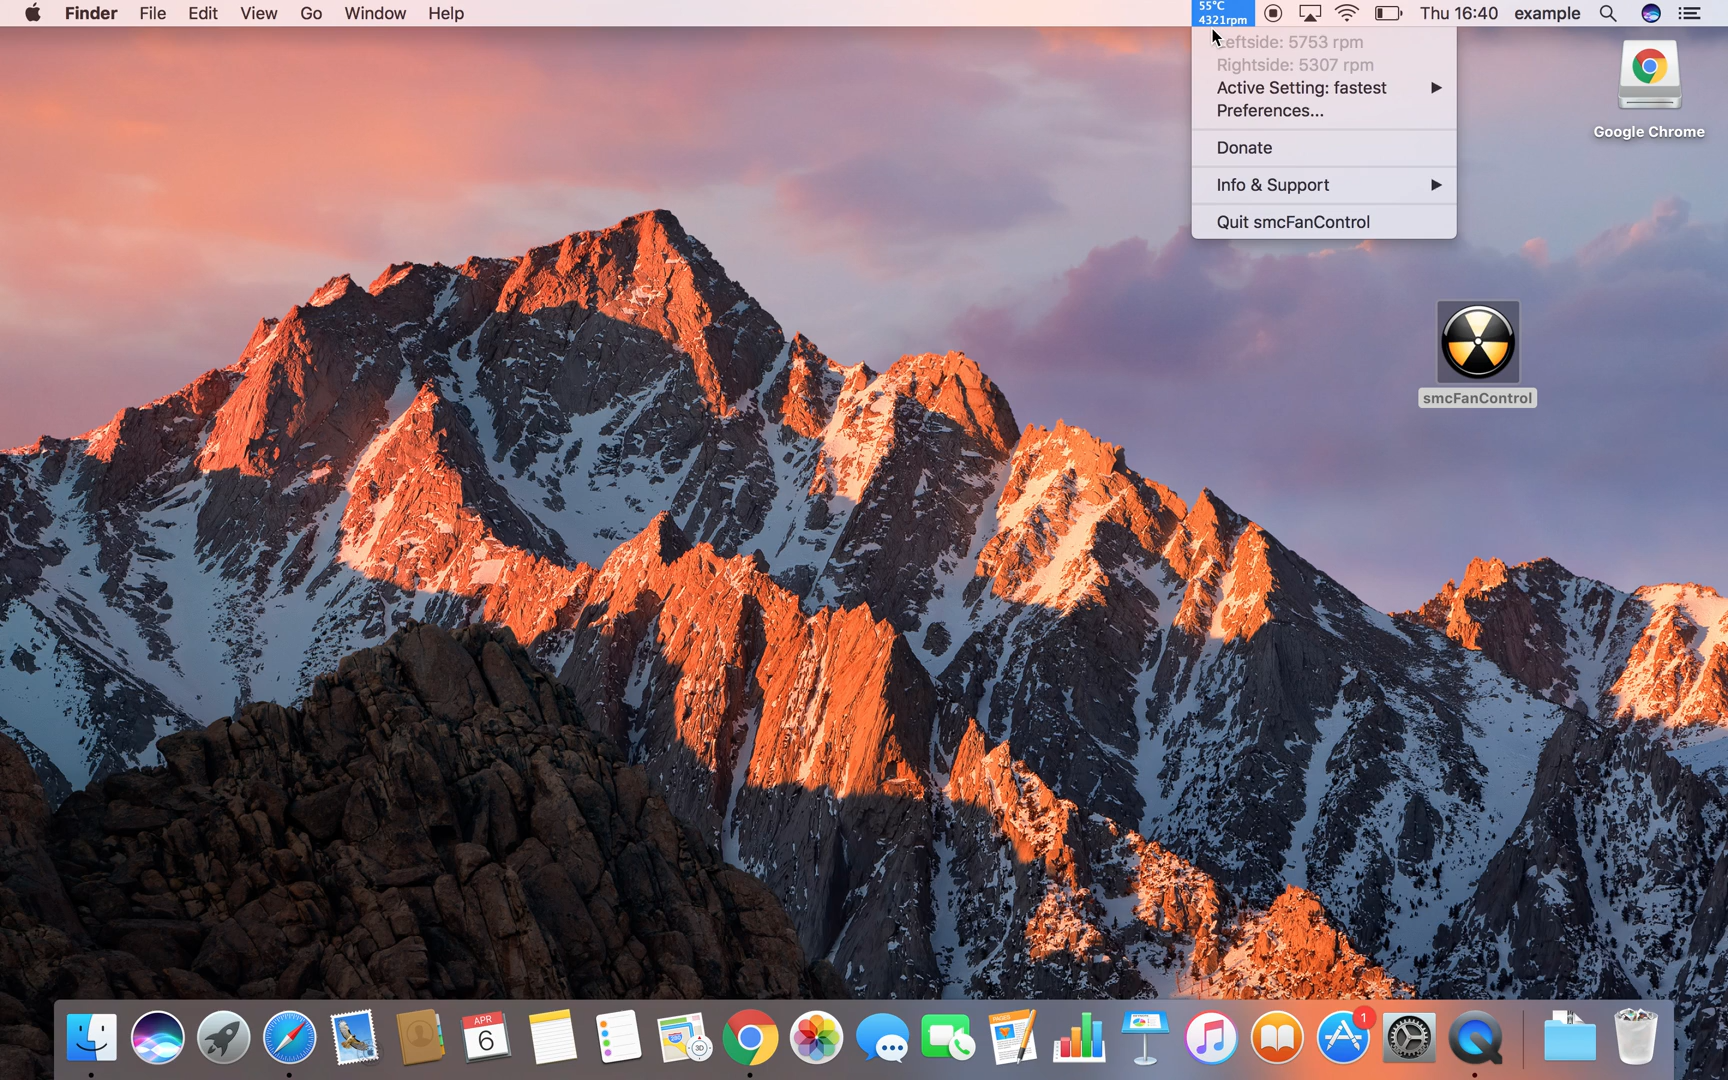 Finder File Edit View Go Window Help 55°C Thu 16:40 example
4321rpm
eftside: 5753 rpm
Rightside: 5307 rpm
Active Setting: fastest
Preferences...
Donate
Info & Support
Quit smcFanControl
Google Chrome
smcFanControl
APR
6
30
1